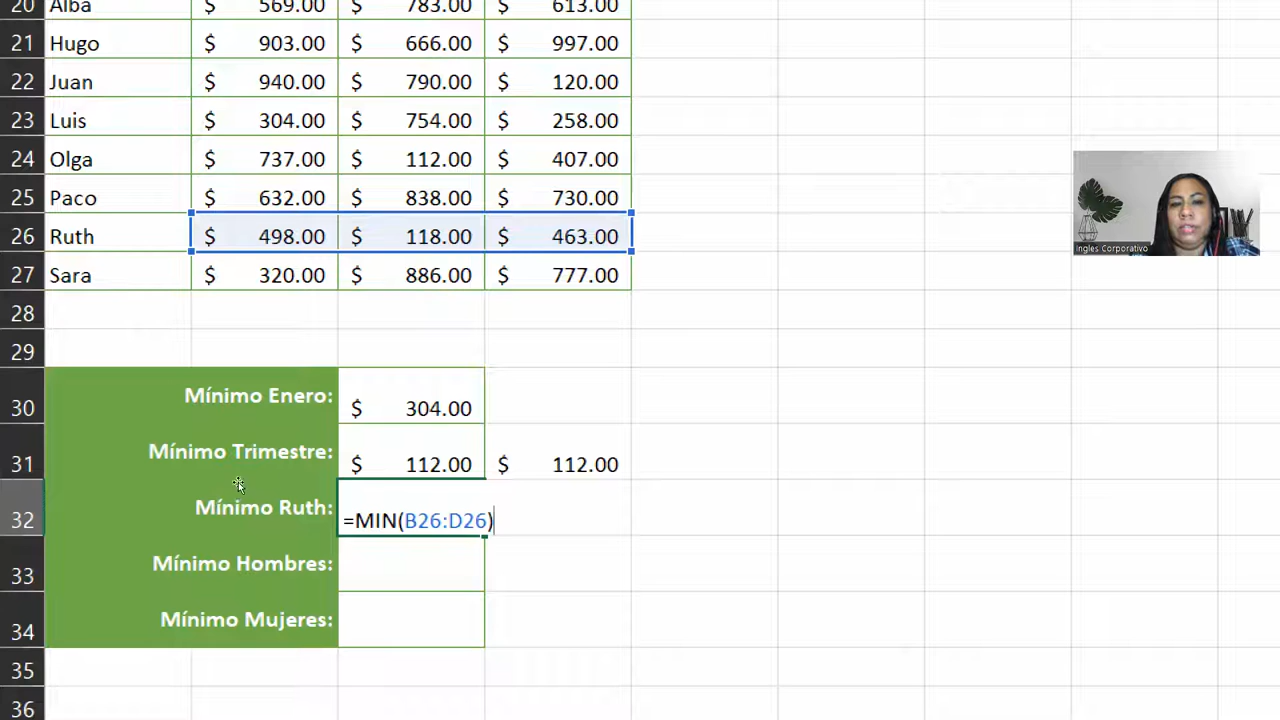 20 Alba $ 569.00 $ 783.00 $ 613.00
21 Hugo $ 903.00 $ 666.00 $ 997.00
22 Juan $ 940.00 $ 790.00 $ 120.00
23 Luis $ 304.00 $ 754.00 $ 258.00
24 Olga $ 737.00 $ 112.00 $ 407.00
25 Paco $ 632.00 $ 838.00 $ 730.00
26 Ruth $ 498.00 $ 118.00 $ 463.00
Ingles Corporativo
27 Sara $ 320.00 $ 886.00 $ 777.00
28
29
30 Mínimo Enero: $ 304.00
31 Mínimo Trimestre: $ 112.00 $ 112.00
32 Mínimo Ruth: =MIN(B26:D26)
33 Mínimo Hombres:
34 Mínimo Mujeres:
35
36